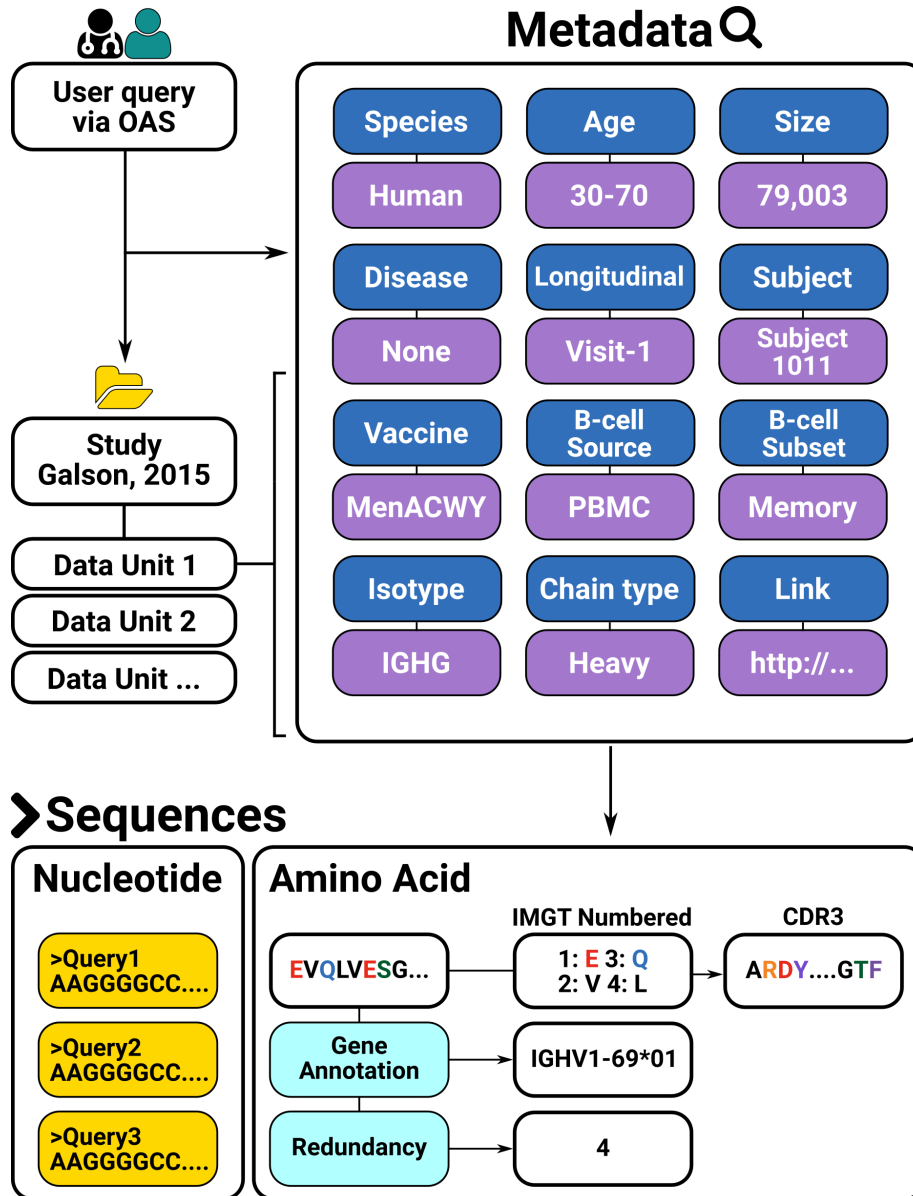 Metadata
User query
via OAS
Species
Age
Size
Human
30-70
79,003
Disease
Longitudinal
Subject
None
Visit-1
Subject
1011
Study
Galson, 2015
Vaccine
B-cell
Source
B-cell
Subset
MenACWY
PBMC
Memory
Data Unit 1
Data Unit 2
Data Unit ...
Isotype
Chain type
Link
IGHG
Heavy
http://...
Sequences
Nucleotide
>Query1
AAGGGGCC....
>Query2
AAGGGGCC....
>Query3
AAGGGGCC....
Amino Acid
IMGT Numbered
CDR3
EVQLVESG...
1: E 3: Q
2: V 4: L
ARDY....GTF
Gene
Annotation
IGHV1-69*01
Redundancy
4